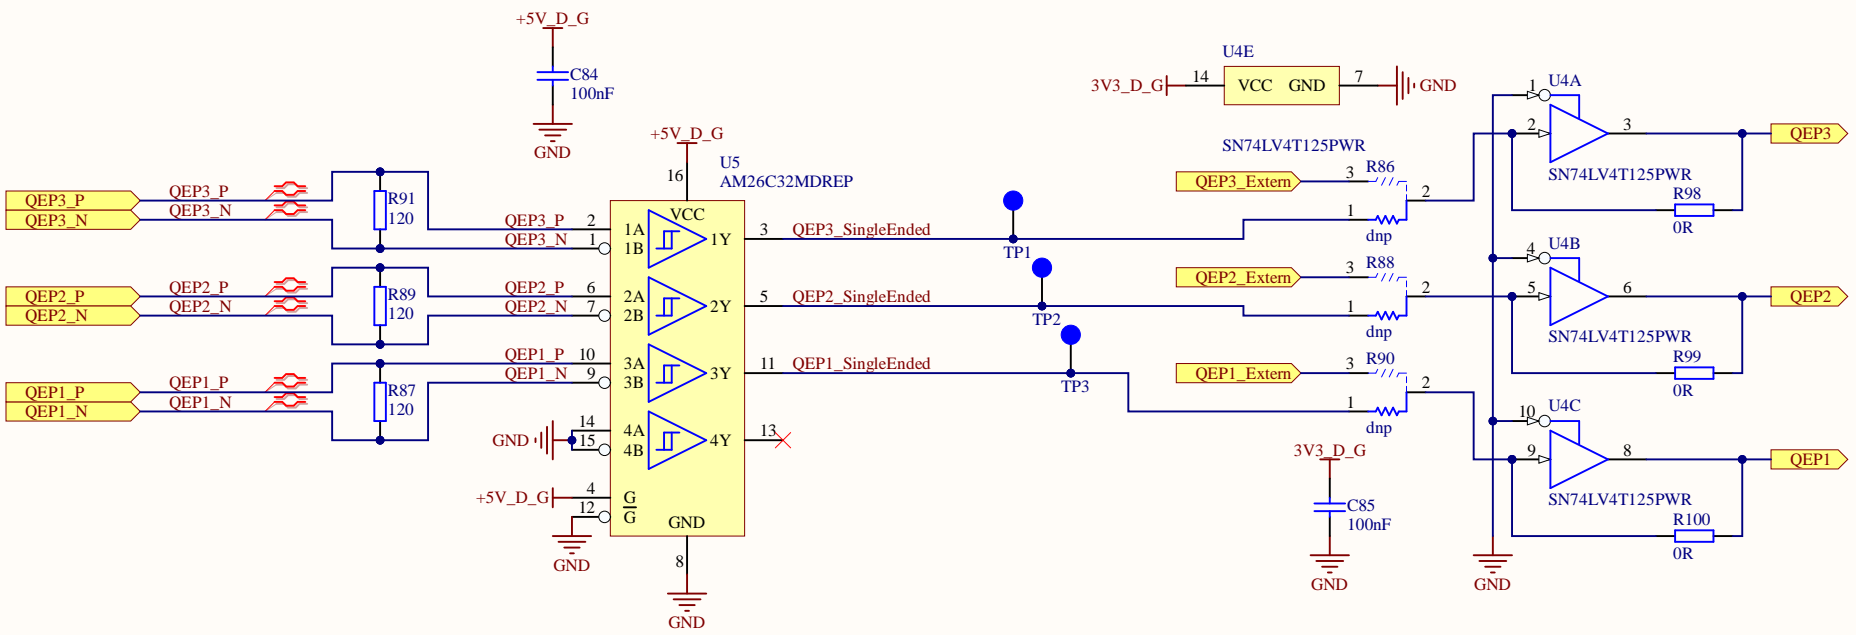 +5V_D_G
C84
100nF
GND
+5V_D_G
16
U5
AM26C32MDREP
VCC
QEP3_P
QEP3_N
QEP3_P
QEP3_N
R91
120
QEP3_P
QEP3_N
2
1
1A
1B
1Y
3
QEP3_SingleEnded
TP1
QEP2_P
QEP2_N
QEP2_P
QEP2_N
R89
120
QEP2_P
QEP2_N
6
7
2A
2B
2Y
5
QEP2_SingleEnded
TP2
QEP1_P
QEP1_N
QEP1_P
QEP1_N
R87
120
QEP1_P
QEP1_N
10
9
3A
3B
3Y
11
QEP1_SingleEnded
TP3
GND
14
15
4A
4B
4Y
13
+5V_D_G
4
12
G
G
GND
GND
8
GND
U4E
3V3_D_G
14
VCC GND
7
GND
SN74LV4T125PWR
QEP3_Extern
3
R86
2
1
dnp
QEP2_Extern
3
R88
2
1
dnp
QEP1_Extern
3
R90
2
1
dnp
3V3_D_G
C85
100nF
GND
U4A
1
2
3
QEP3
SN74LV4T125PWR
R98
0R
U4B
4
5
6
QEP2
SN74LV4T125PWR
R99
0R
U4C
10
9
8
QEP1
SN74LV4T125PWR
R100
0R
GND